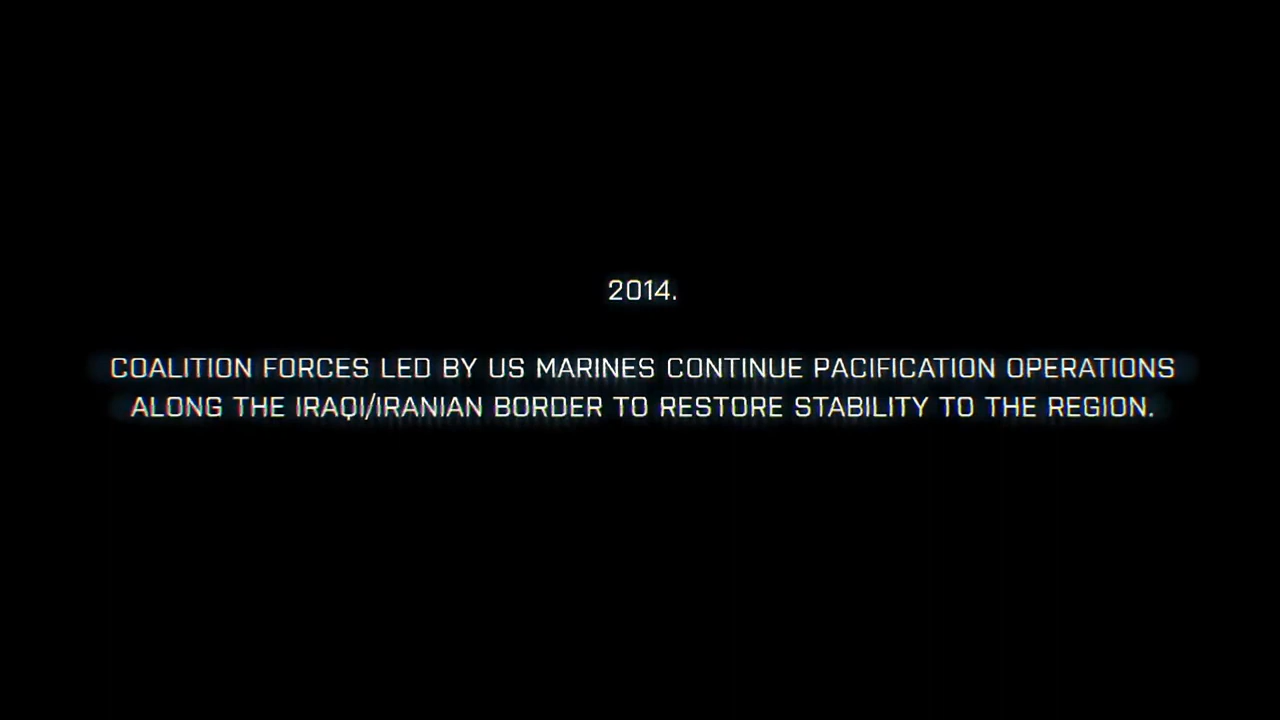 2014.
COALITION FORCES LED BY US MARINES CONTINUE PACIFICATION OPERATIONS
ALONG THE IRAQI/IRANIAN BORDER TO RESTORE STABILITY TO THE REGION.